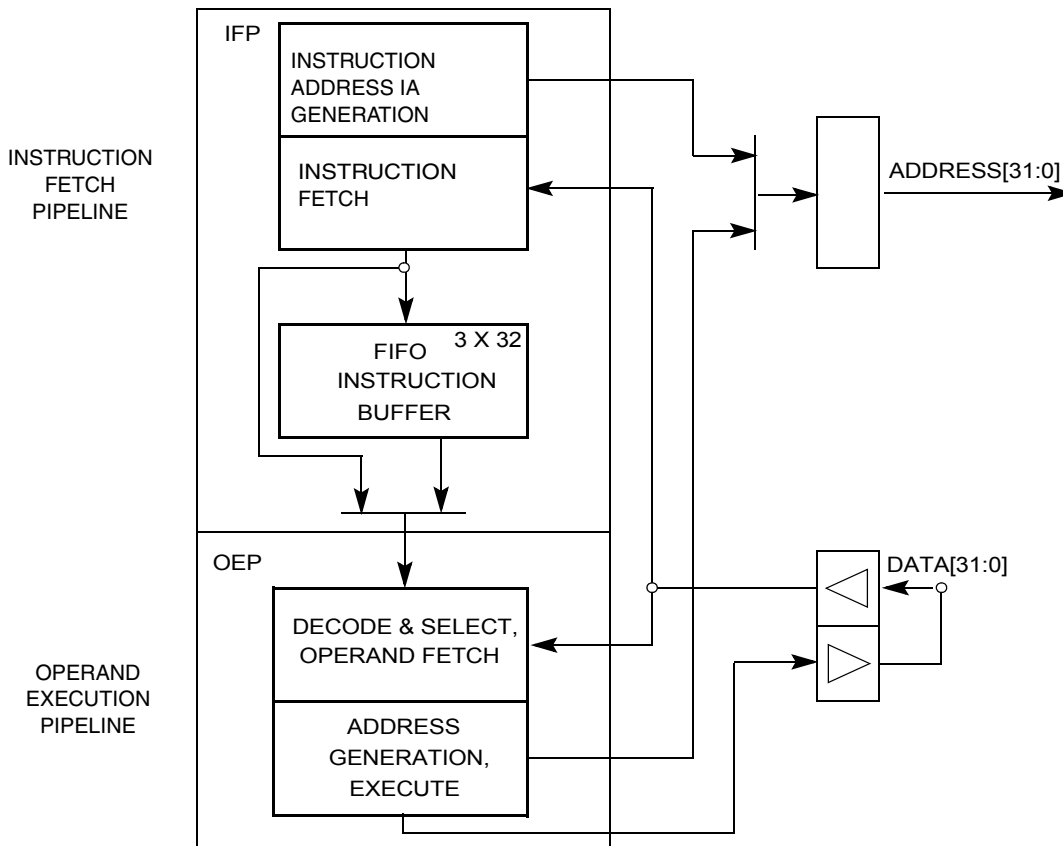 IFP
INSTRUCTION
ADDRESS IA
GENERATION
INSTRUCTION
FETCH
PIPELINE
INSTRUCTION
FETCH
ADDRESS[31:0]
3 X 32
FIFO
INSTRUCTION
BUFFER
OEP
DATA[31:0]
DECODE & SELECT,
OPERAND FETCH
OPERAND
EXECUTION
PIPELINE
ADDRESS
GENERATION,
EXECUTE